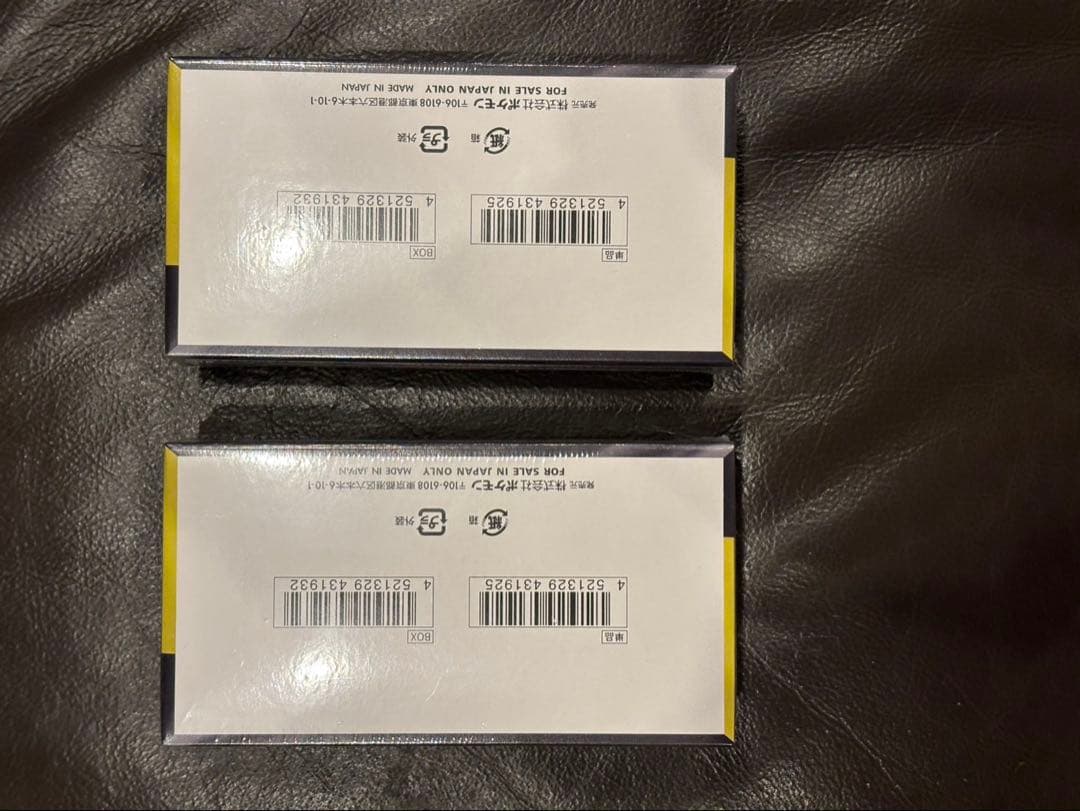 FOR SALE IN JAPAN ONLY MADE IN JAPAN
発売元 株式会社ポケモン 〒106-6108 東京都港区六本木6-10-1
紙 箱 プラ 外装
4 521329 431925
4 521329 431932
単品
BOX
FOR SALE IN JAPAN ONLY MADE IN JAPAN
発売元 株式会社ポケモン 〒106-6108 東京都港区六本木6-10-1
紙 箱 プラ 外装
4 521329 431925
4 521329 431932
単品
BOX